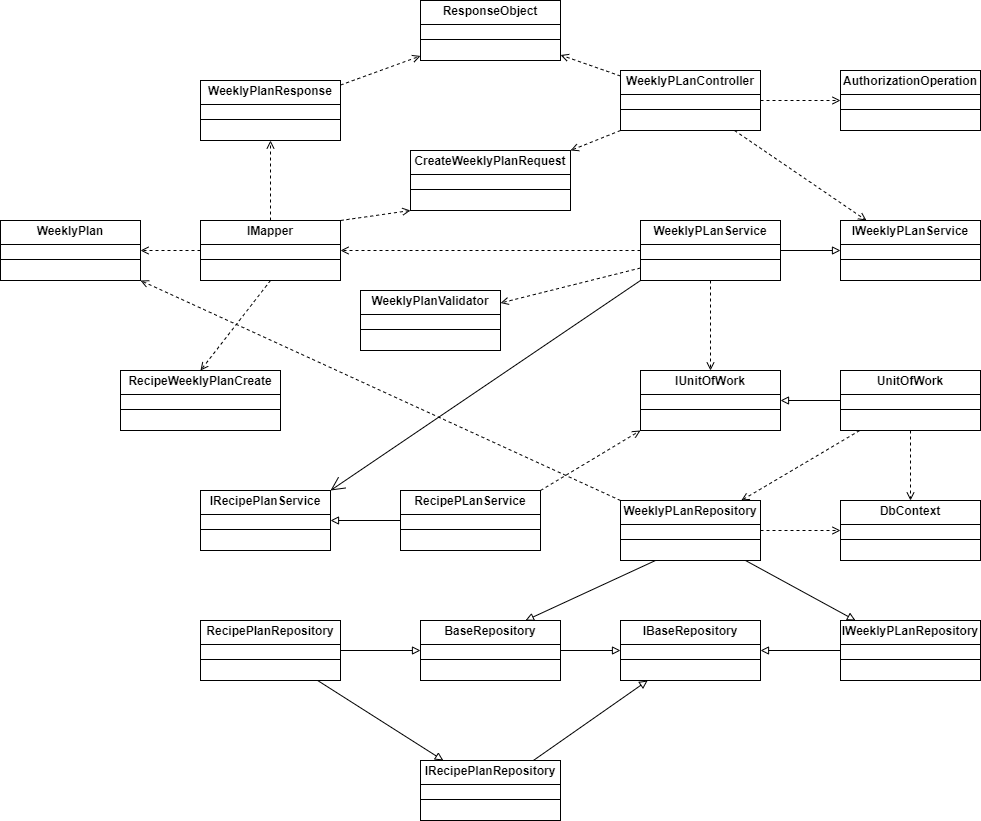 ResponseObject
WeeklyPlanResponse
WeeklyPLanController
AuthorizationOperation
CreateWeeklyPlanRequest
WeeklyPlan
IMapper
WeeklyPLanService
IWeeklyPLanService
WeeklyPlanValidator
RecipeWeeklyPlanCreate
IUnitOfWork
UnitOfWork
IRecipePlanService
RecipePLanService
WeeklyPLanRepository
DbContext
RecipePlanRepository
BaseRepository
IBaseRepository
IWeeklyPLanRepository
IRecipePlanRepository